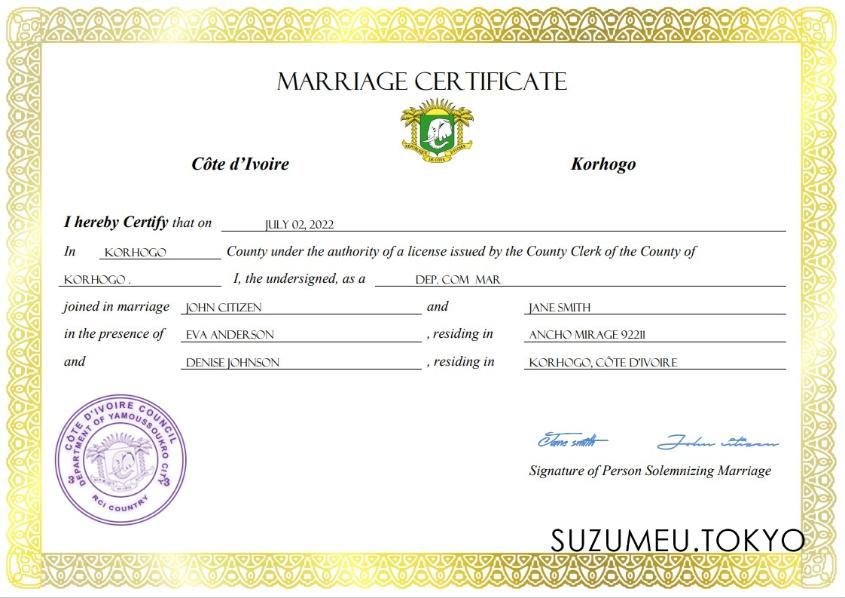 MARRIAGE CERTIFICATE
Côte d'Ivoire Korhogo
I hereby Certify that on JULY 02, 2022
In KORHOGO County under the authority of a license issued by the County Clerk of the County of
KORHOGO . I, the undersigned, as a DEP. COM MAR
joined in marriage JOHN CITIZEN and JANE SMITH
in the presence of EVA ANDERSON , residing in ANCHO MIRAGE 92211
and DENISE JOHNSON , residing in KORHOGO, CÔTE D'IVOIRE
CÔTE D'IVOIRE COUNCIL
DEPARTMENT OF YAMOUSSOUKRO CITY
RCI COUNTRY
Jane smith John citizen
Signature of Person Solemnizing Marriage
SUZUMEU.TOKYO